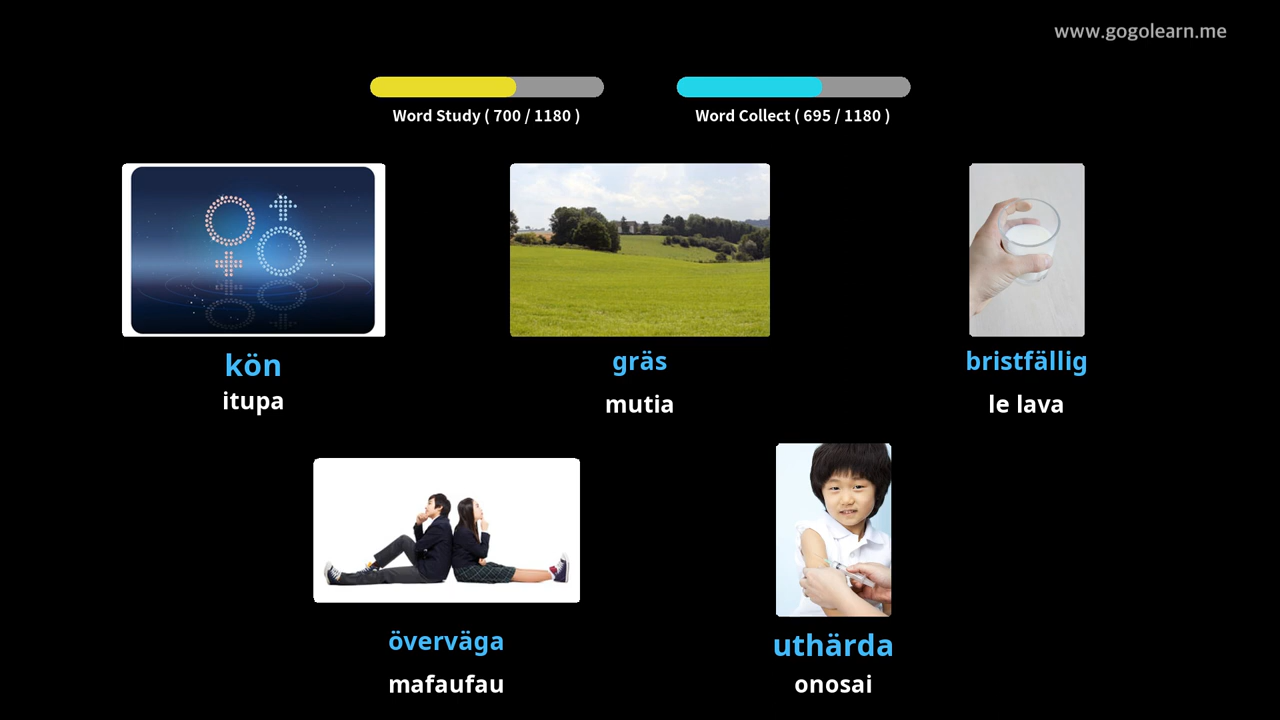 www.gogolearn.me
Word Study ( 700 / 1180 )
Word Collect ( 695 / 1180 )
kön
itupa
gräs
mutia
bristfällig
le lava
överväga
mafaufau
uthärda
onosai